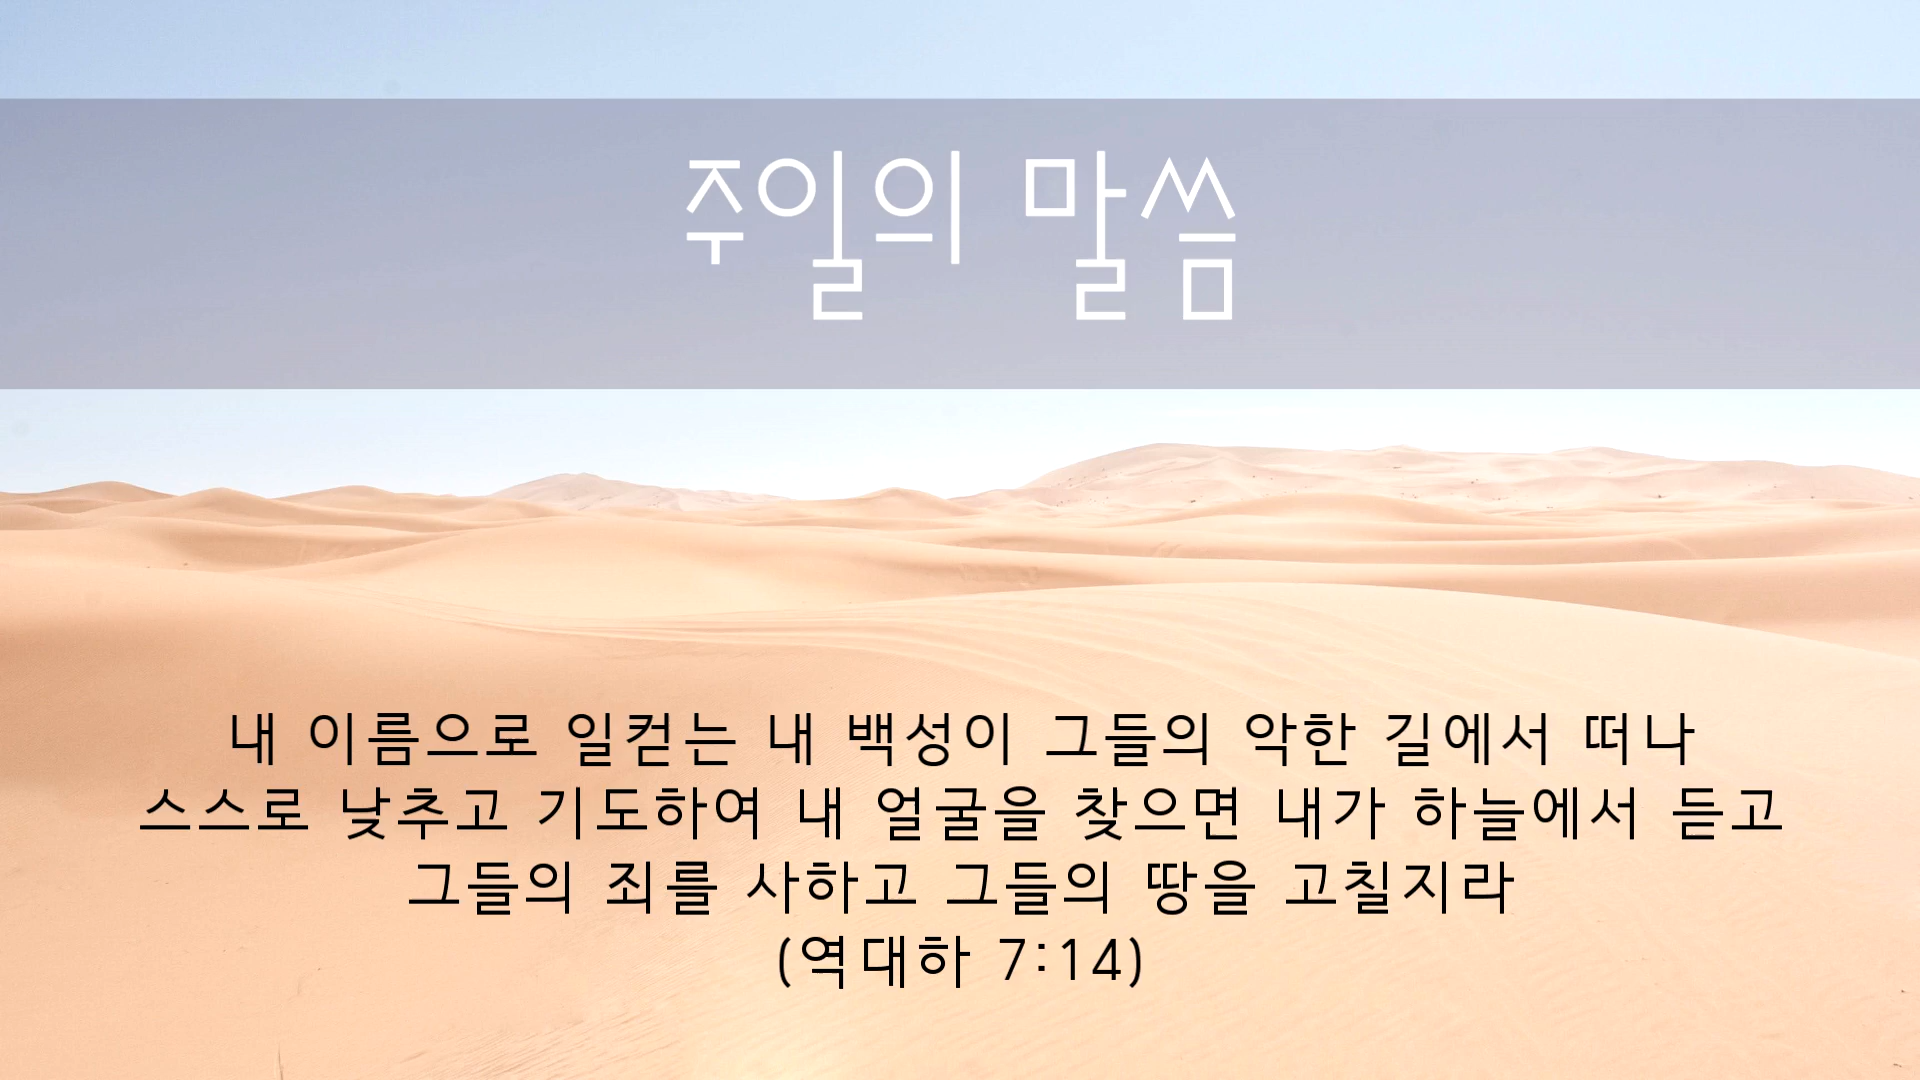 주일의 말씀
내 이름으로 일컫는 내 백성이 그들의 악한 길에서 떠나
스스로 낮추고 기도하여 내 얼굴을 찾으면 내가 하늘에서 듣고
그들의 죄를 사하고 그들의 땅을 고칠지라
(역대하 7:14)